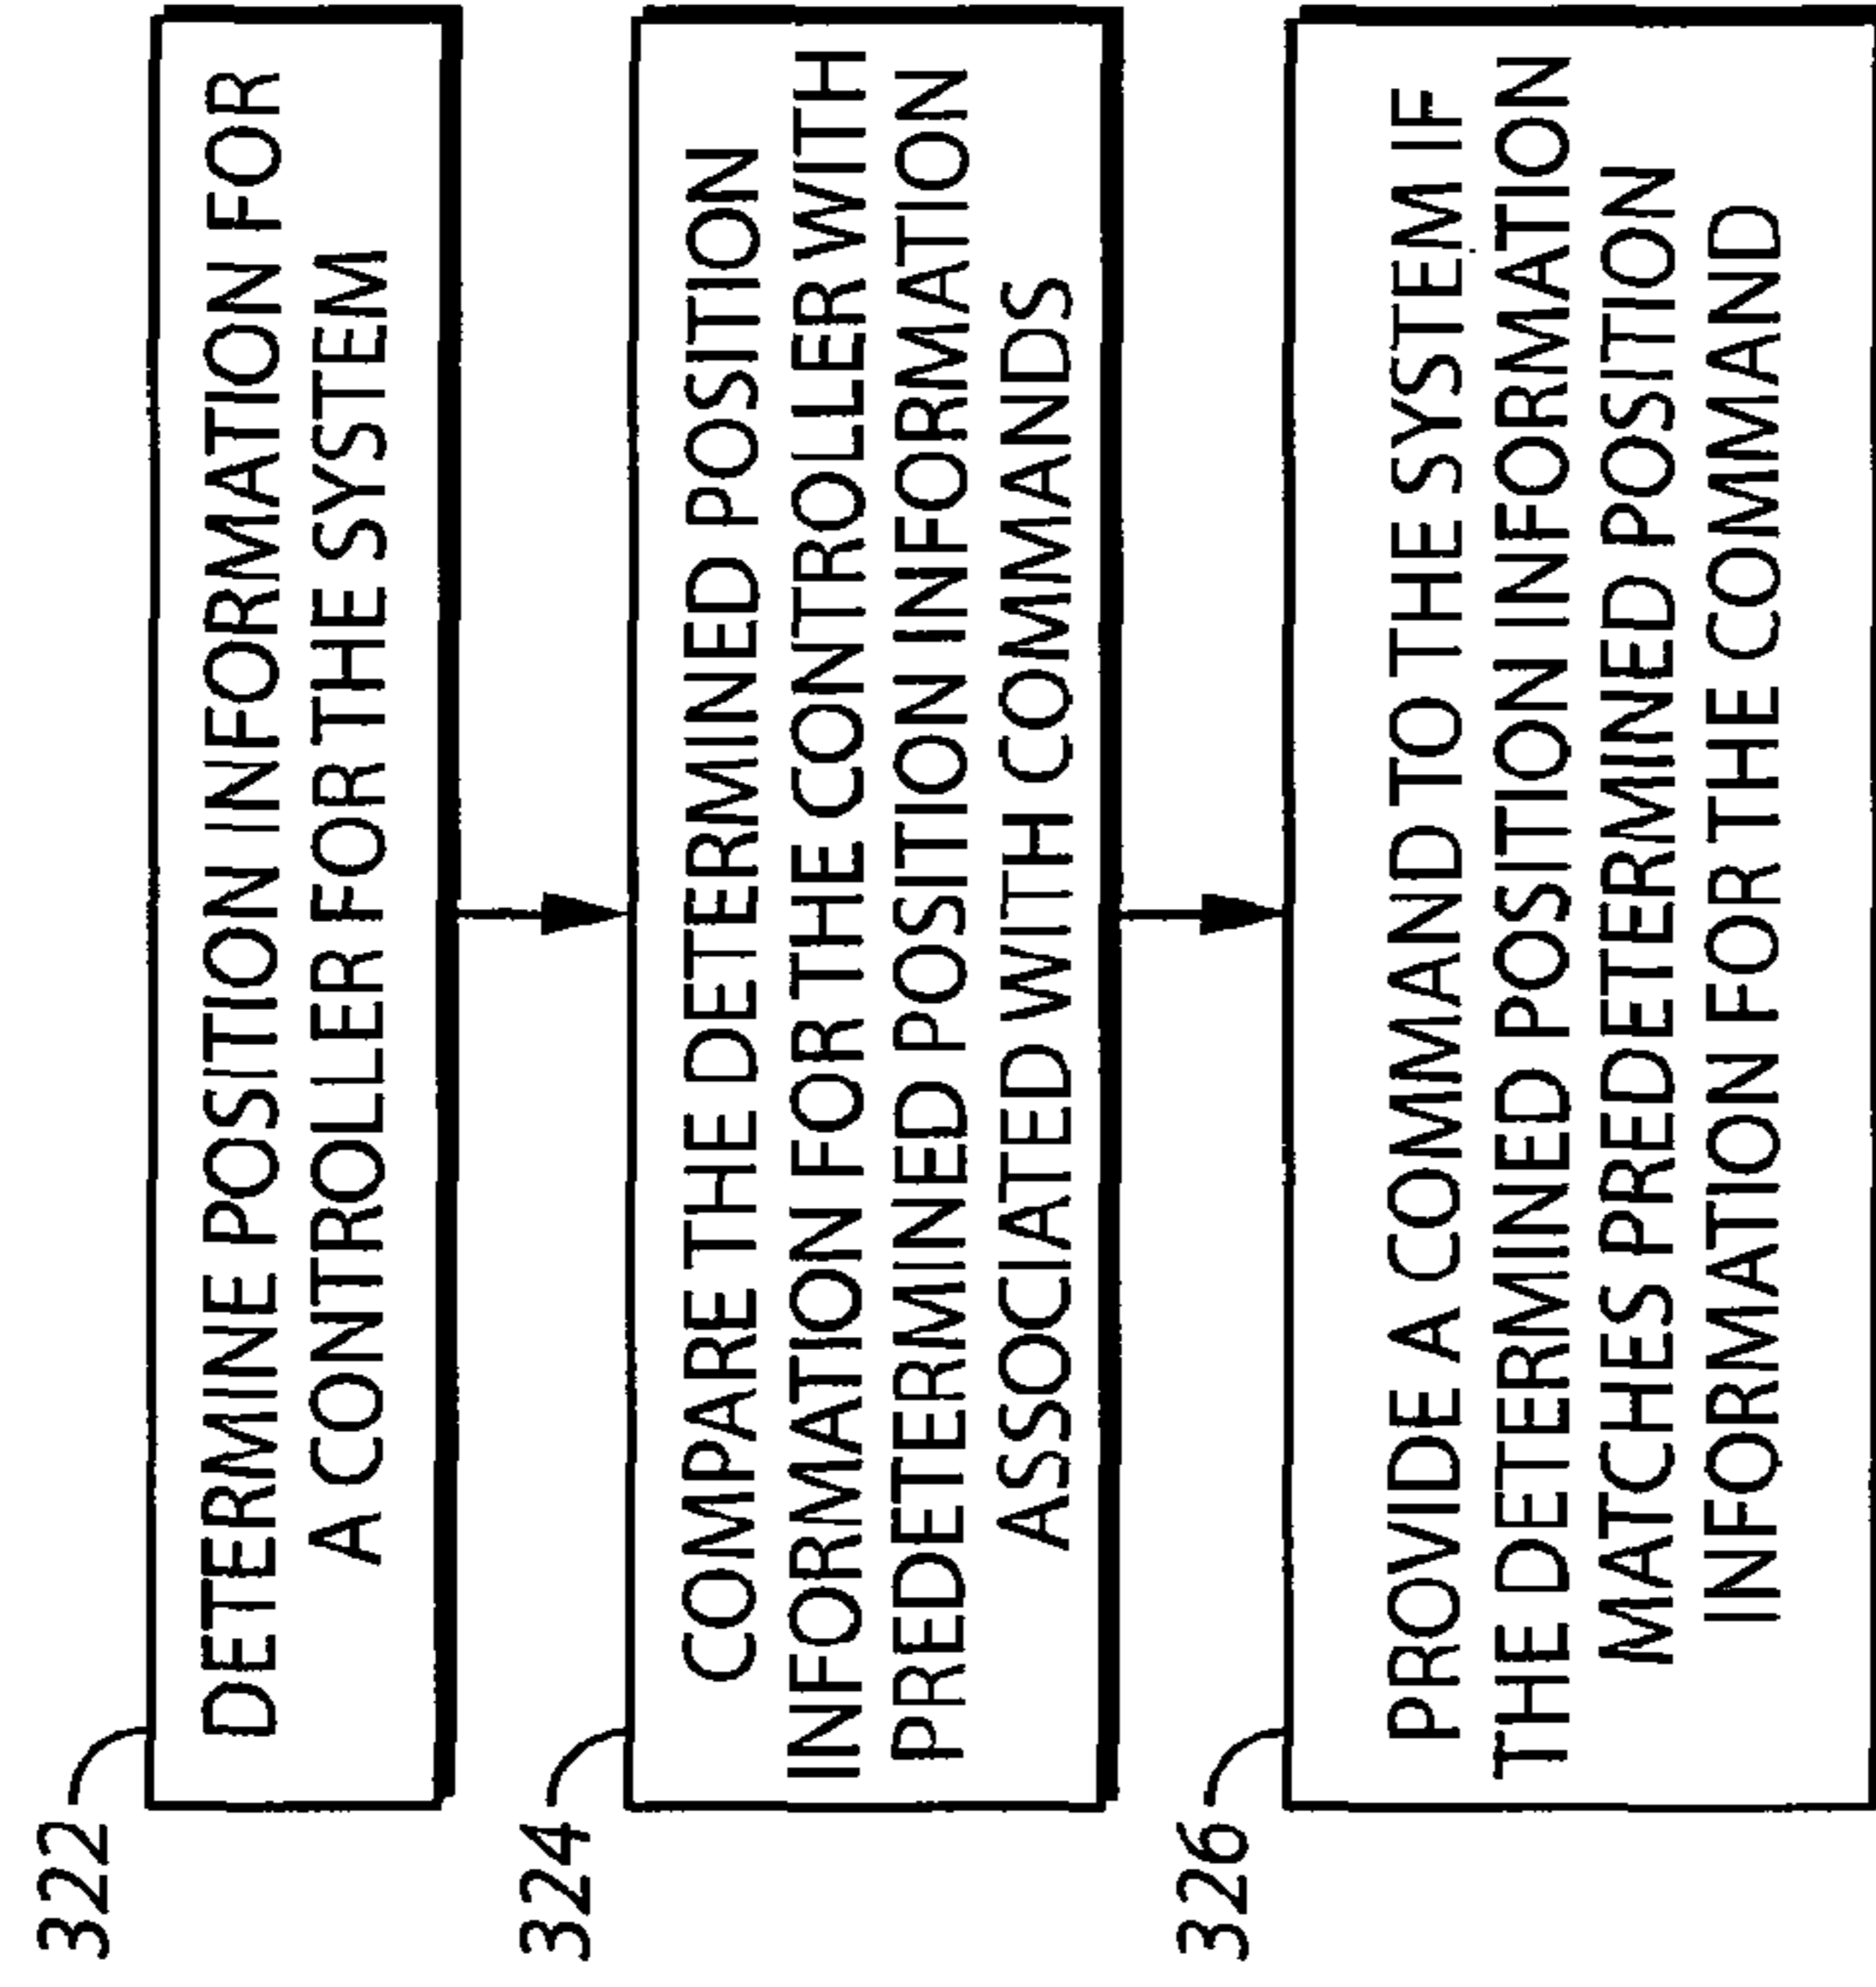 322
DETERMINE POSITION INFORMATION FOR
A CONTROLLER FOR THE SYSTEM
324
COMPARE THE DETERMINED POSITION
INFORMATION FOR THE CONTROLLER WITH
PREDETERMINED POSITION INFORMATION
ASSOCIATED WITH COMMANDS
326
PROVIDE A COMMAND TO THE SYSTEM IF
THE DETERMINED POSITION INFORMATION
MATCHES PREDETERMINED POSITION
INFORMATION FOR THE COMMAND